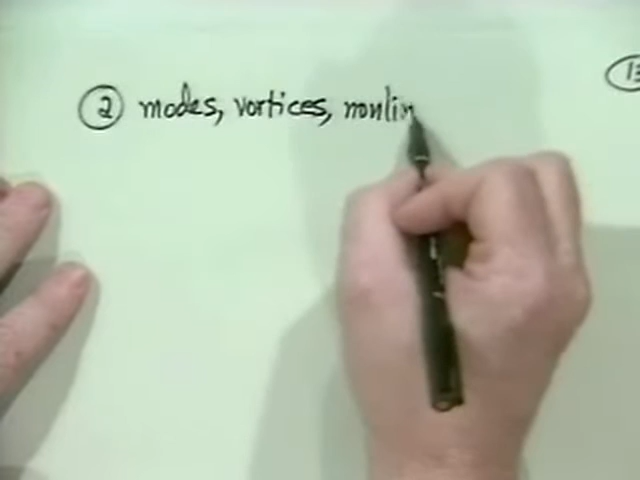 ② modes, vortices, nonlin